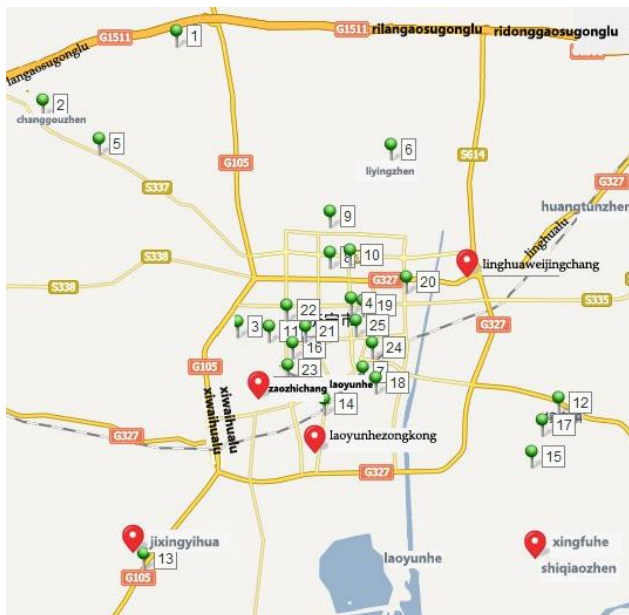 G1511
rilangaosugonglu
ridonggaosugonglu
G1511
1
langaosugonglu
2
changgouzhen
5
6
liyingzhen
S614
G105
G327
S337
huangtunzhen
9
linghualu
S338
8
10
linghuaweijingchang
S338
G327
20
S335
22
4
19
3
11
21
市
25
G327
16
24
G105
23
zaozhichang
laoyunhe
7
18
xiwaihualu
xiwaihualu
14
12
17
G327
laoyunhezongkong
15
G327
jixingyihua
13
laoyunhe
xingfuhe
shiqiaozhen
G105